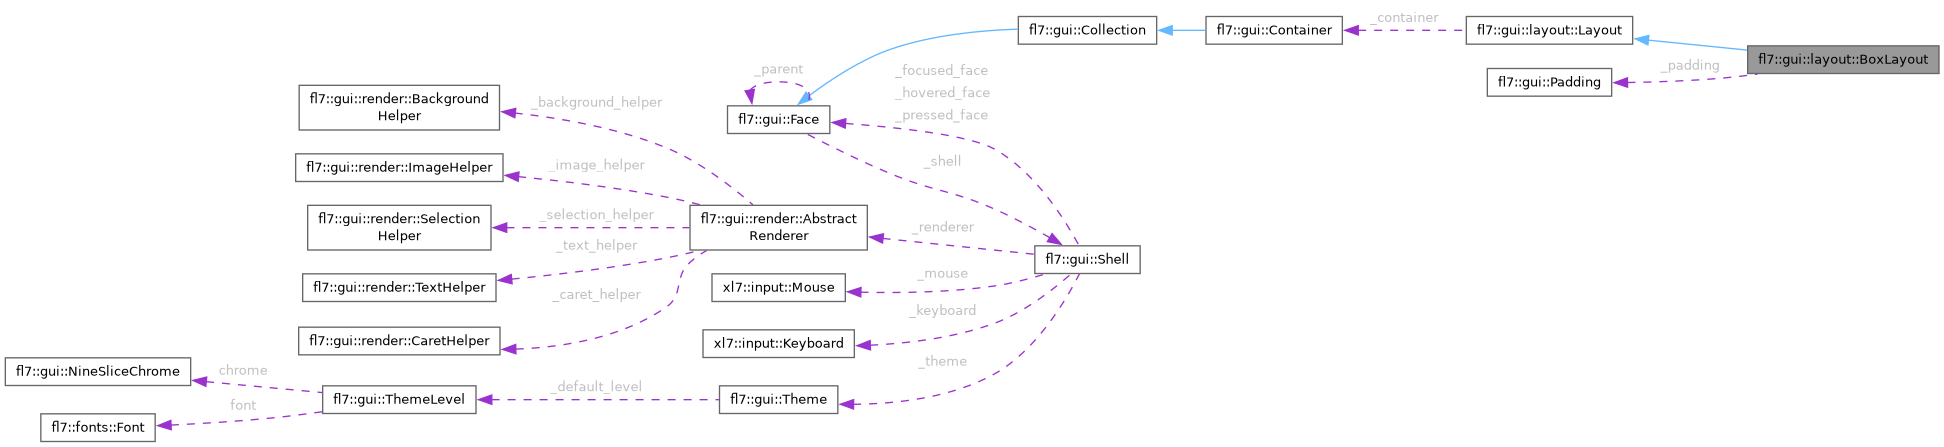 _container
fl7::gui::Collection
fl7::gui::Container
fl7::gui::layout::Layout
fl7::gui::layout::BoxLayout
_padding
fl7::gui::Padding
_parent
_focused_face
_hovered_face
_pressed_face
fl7::gui::render::Background
Helper
_background_helper
fl7::gui::Face
_shell
fl7::gui::render::ImageHelper
_image_helper
fl7::gui::render::Selection
Helper
_selection_helper
fl7::gui::render::Abstract
Renderer
_renderer
_text_helper
fl7::gui::Shell
fl7::gui::render::TextHelper
_caret_helper
xl7::input::Mouse
_mouse
_keyboard
fl7::gui::render::CaretHelper
xl7::input::Keyboard
_theme
fl7::gui::NineSliceChrome
chrome
fl7::gui::ThemeLevel
_default_level
fl7::gui::Theme
font
fl7::fonts::Font